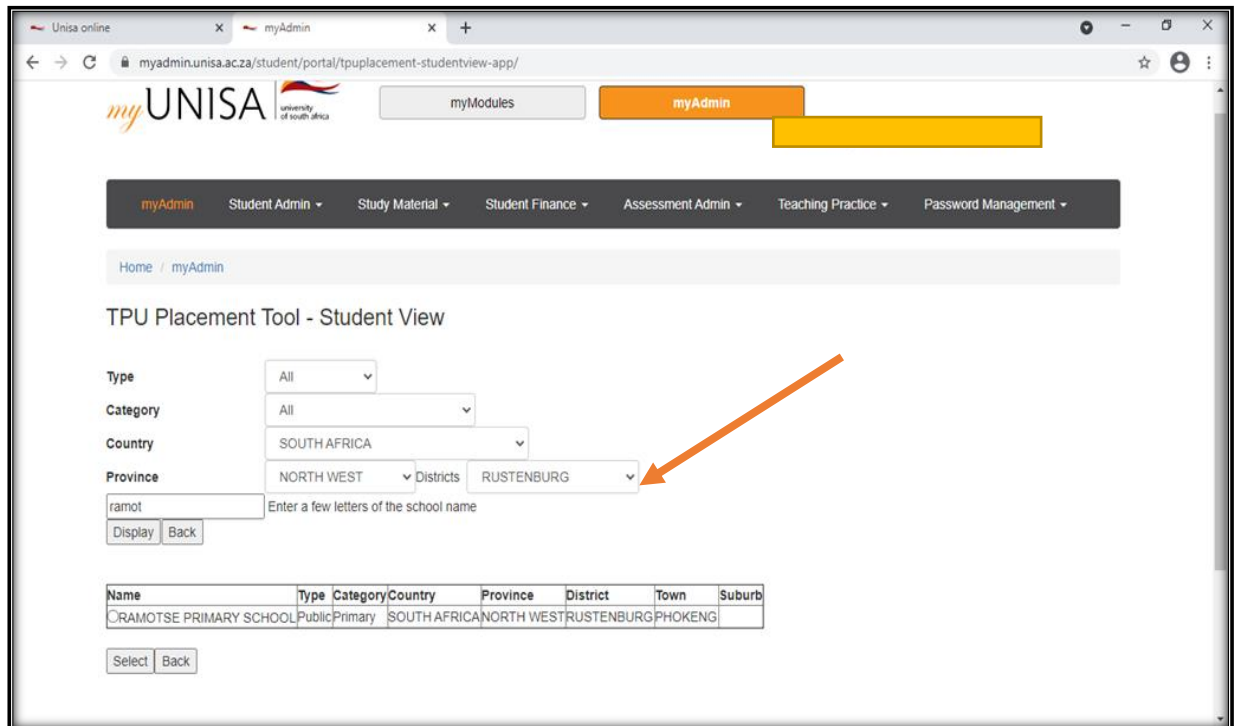 Unisa online
myAdmin
myadmin.unisa.ac.za/student/portal/tpuplacement-studentview-app/
myUNISA university of south africa
myModules
myAdmin
myAdmin Student Admin Study Material Student Finance Assessment Admin Teaching Practice Password Management
Home / myAdmin
TPU Placement Tool - Student View
Type All
Category All
Country SOUTH AFRICA
Province NORTH WEST Districts RUSTENBURG
ramot Enter a few letters of the school name
Display Back
Name Type Category Country Province District Town Suburb
RAMOTSE PRIMARY SCHOOL Public Primary SOUTH AFRICA NORTH WEST RUSTENBURG PHOKENG
Select Back